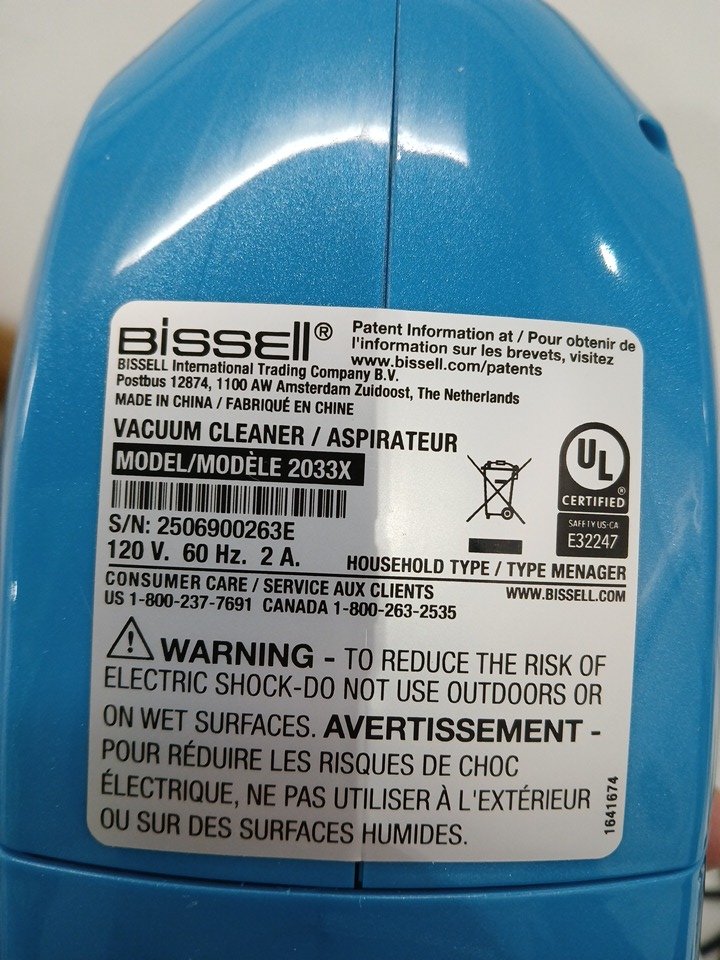 BISSELL®
Patent Information at / Pour obtenir de
l'information sur les brevets, visitez
www.bissell.com/patents
BISSELL International Trading Company B.V.
Postbus 12874, 1100 AW Amsterdam Zuidoost, The Netherlands
MADE IN CHINA / FABRIQUÉ EN CHINE
VACUUM CLEANER / ASPIRATEUR
MODEL/MODÈLE 2033X
UL
®
CERTIFIED
SAFETY US-CA
E32247
S/N: 2506900263E
120 V. 60 Hz. 2 A.
HOUSEHOLD TYPE / TYPE MENAGER
CONSUMER CARE / SERVICE AUX CLIENTS
WWW.BISSELL.COM
US 1-800-237-7691 CANADA 1-800-263-2535
WARNING - TO REDUCE THE RISK OF
ELECTRIC SHOCK-DO NOT USE OUTDOORS OR
ON WET SURFACES. AVERTISSEMENT -
POUR RÉDUIRE LES RISQUES DE CHOC
ÉLECTRIQUE, NE PAS UTILISER À L'EXTÉRIEUR
OU SUR DES SURFACES HUMIDES.
1641674